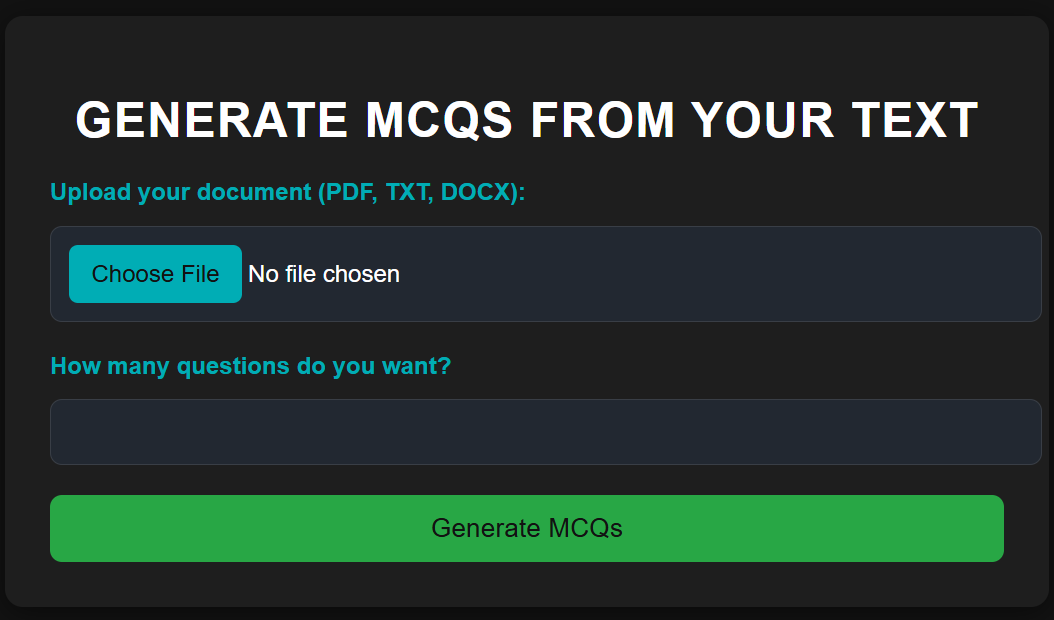 GENERATE MCQS FROM YOUR TEXT
Upload your document (PDF, TXT, DOCX):
Choose File No file chosen
How many questions do you want?
Generate MCQs